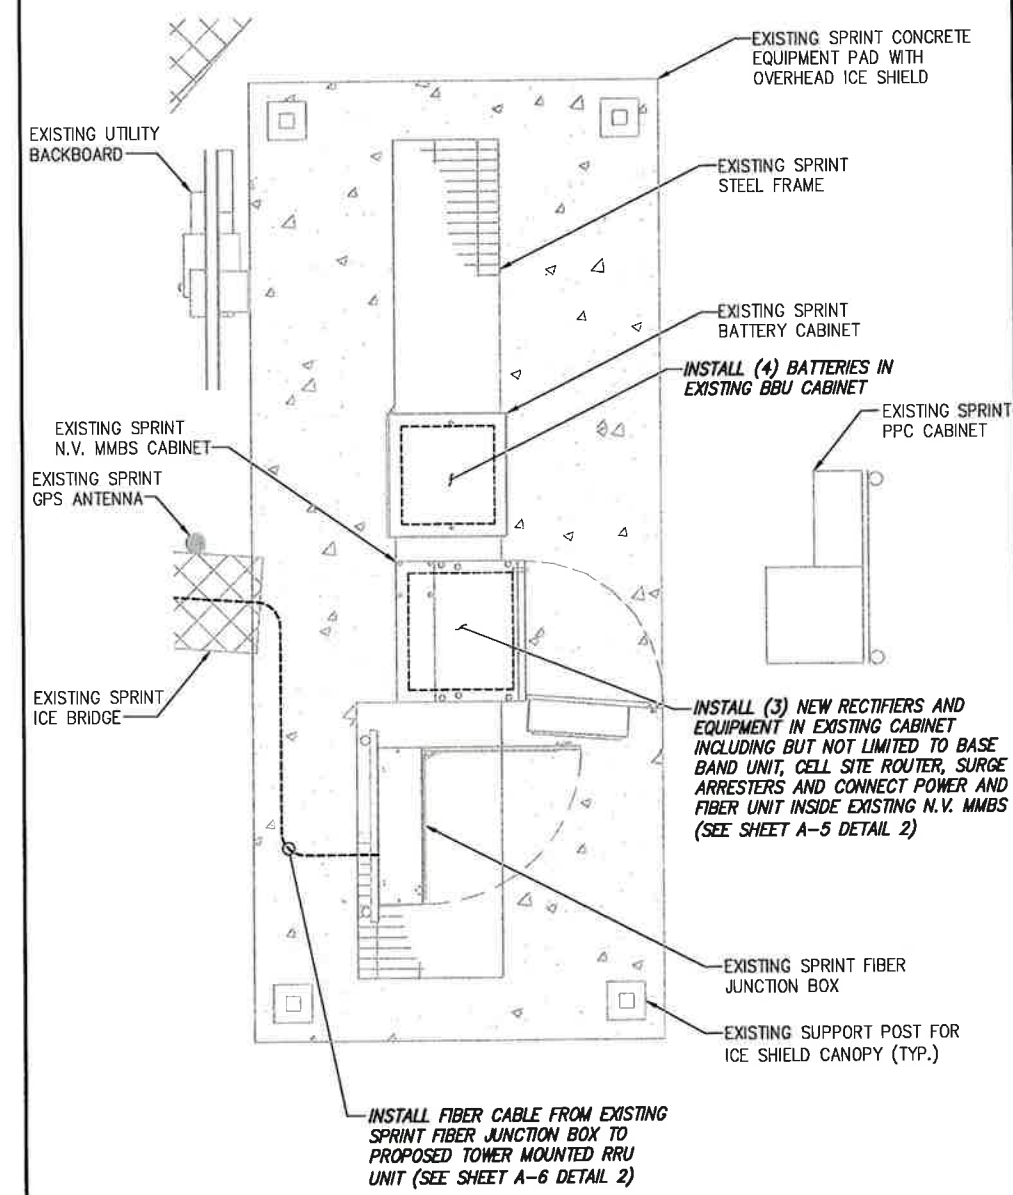 EXISTING SPRINT CONCRETE
EQUIPMENT PAD WITH
OVERHEAD ICE SHIELD
EXISTING UTILITY
BACKBOARD
EXISTING SPRINT
STEEL FRAME
EXISTING SPRINT
BATTERY CABINET
INSTALL (4) BATTERIES IN
EXISTING BBU CABINET
EXISTING SPRINT
PPC CABINET
EXISTING SPRINT
N.V. MMBS CABINET
EXISTING SPRINT
GPS ANTENNA
EXISTING SPRINT
ICE BRIDGE
INSTALL (3) NEW RECTIFIERS AND
EQUIPMENT IN EXISTING CABINET
INCLUDING BUT NOT LIMITED TO BASE
BAND UNIT, CELL SITE ROUTER, SURGE
ARRESTERS AND CONNECT POWER AND
FIBER UNIT INSIDE EXISTING N.V. MMBS
(SEE SHEET A-5 DETAIL 2)
EXISTING SPRINT FIBER
JUNCTION BOX
EXISTING SUPPORT POST FOR
ICE SHIELD CANOPY (TYP.)
INSTALL FIBER CABLE FROM EXISTING
SPRINT FIBER JUNCTION BOX TO
PROPOSED TOWER MOUNTED RRU
UNIT (SEE SHEET A-6 DETAIL 2)